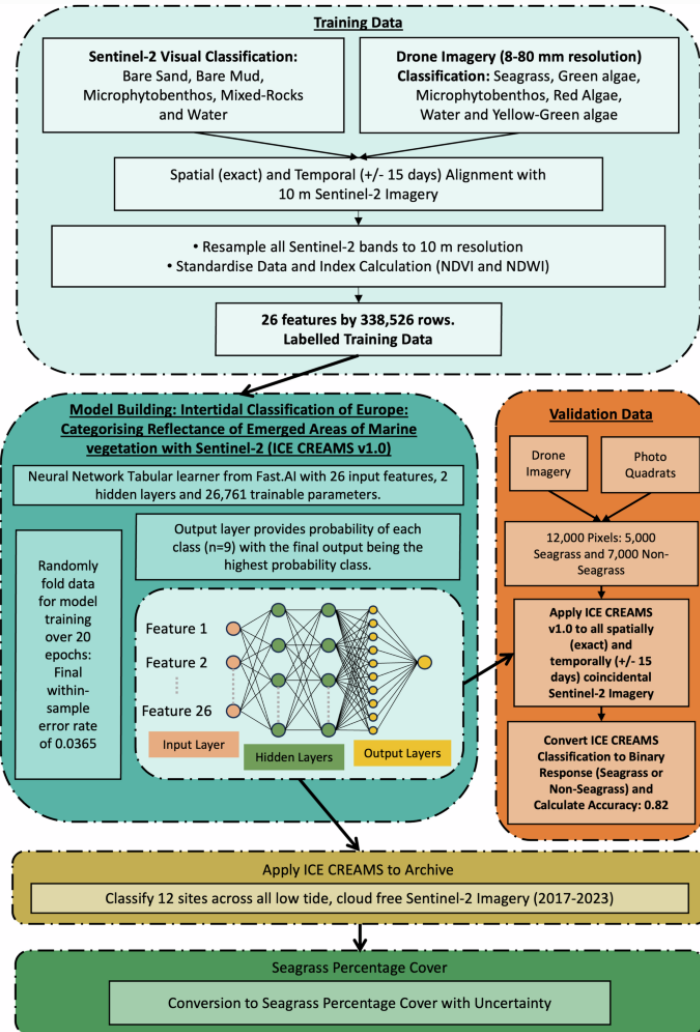 Training Data
Sentinel-2 Visual Classification:
Bare Sand, Bare Mud,
Microphytobenthos, Mixed-Rocks
and Water
Drone Imagery (8-80 mm resolution)
Classification: Seagrass, Green algae,
Microphytobenthos, Red Algae,
Water and Yellow-Green algae
Spatial (exact) and Temporal (+/- 15 days) Alignment with
10 m Sentinel-2 Imagery
• Resample all Sentinel-2 bands to 10 m resolution
• Standardise Data and Index Calculation (NDVI and NDWI)
26 features by 338,526 rows.
Labelled Training Data
Model Building: Intertidal Classification of Europe:
Categorising Reflectance of Emerged Areas of Marine
vegetation with Sentinel-2 (ICE CREAMS v1.0)
Neural Network Tabular learner from Fast.AI with 26 input features, 2
hidden layers and 26,761 trainable parameters.
Randomly
fold data
for model
training
over 20
epochs:
Final
within-
sample
error rate
of 0.0365
Output layer provides probability of each
class (n=9) with the final output being the
highest probability class.
Feature 1
Feature 2
Feature 26
Input Layer
Hidden Layers
Output Layers
Validation Data
Drone
Imagery
Photo
Quadrats
12,000 Pixels: 5,000
Seagrass and 7,000 Non-
Seagrass
Apply ICE CREAMS
v1.0 to all spatially
(exact) and
temporally (+/- 15
days) coincidental
Sentinel-2 Imagery
Convert ICE CREAMS
Classification to Binary
Response (Seagrass or
Non-Seagrass) and
Calculate Accuracy: 0.82
Apply ICE CREAMS to Archive
Classify 12 sites across all low tide, cloud free Sentinel-2 Imagery (2017-2023)
Seagrass Percentage Cover
Conversion to Seagrass Percentage Cover with Uncertainty